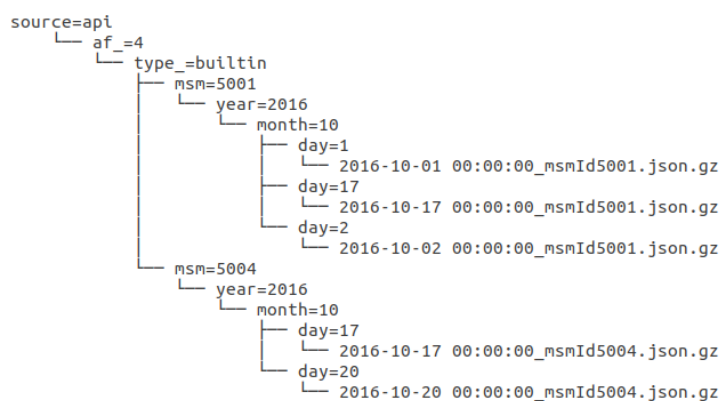 source=api
└── af_=4
└── type_=builtin
├── msm=5001
│ └── year=2016
│ └── month=10
│ ├── day=1
│ │ └── 2016-10-01 00:00:00_msmId5001.json.gz
│ ├── day=17
│ │ └── 2016-10-17 00:00:00_msmId5001.json.gz
│ └── day=2
│ └── 2016-10-02 00:00:00_msmId5001.json.gz
└── msm=5004
└── year=2016
└── month=10
├── day=17
│ └── 2016-10-17 00:00:00_msmId5004.json.gz
└── day=20
└── 2016-10-20 00:00:00_msmId5004.json.gz